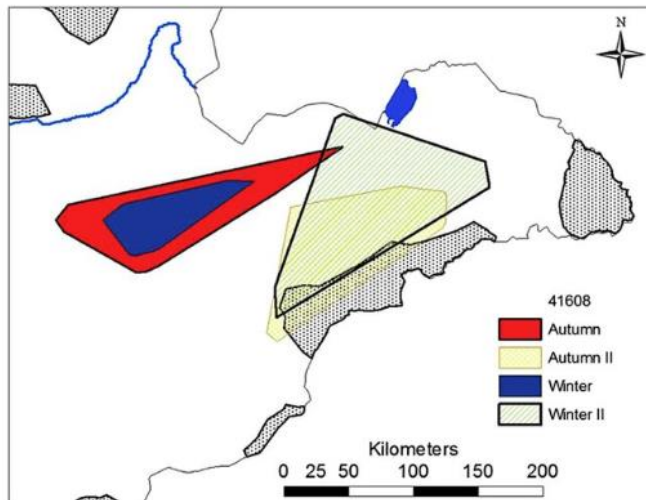 N
41608
Autumn
Autumn II
Winter
Winter II
Kilometers
0 25 50 100 150 200